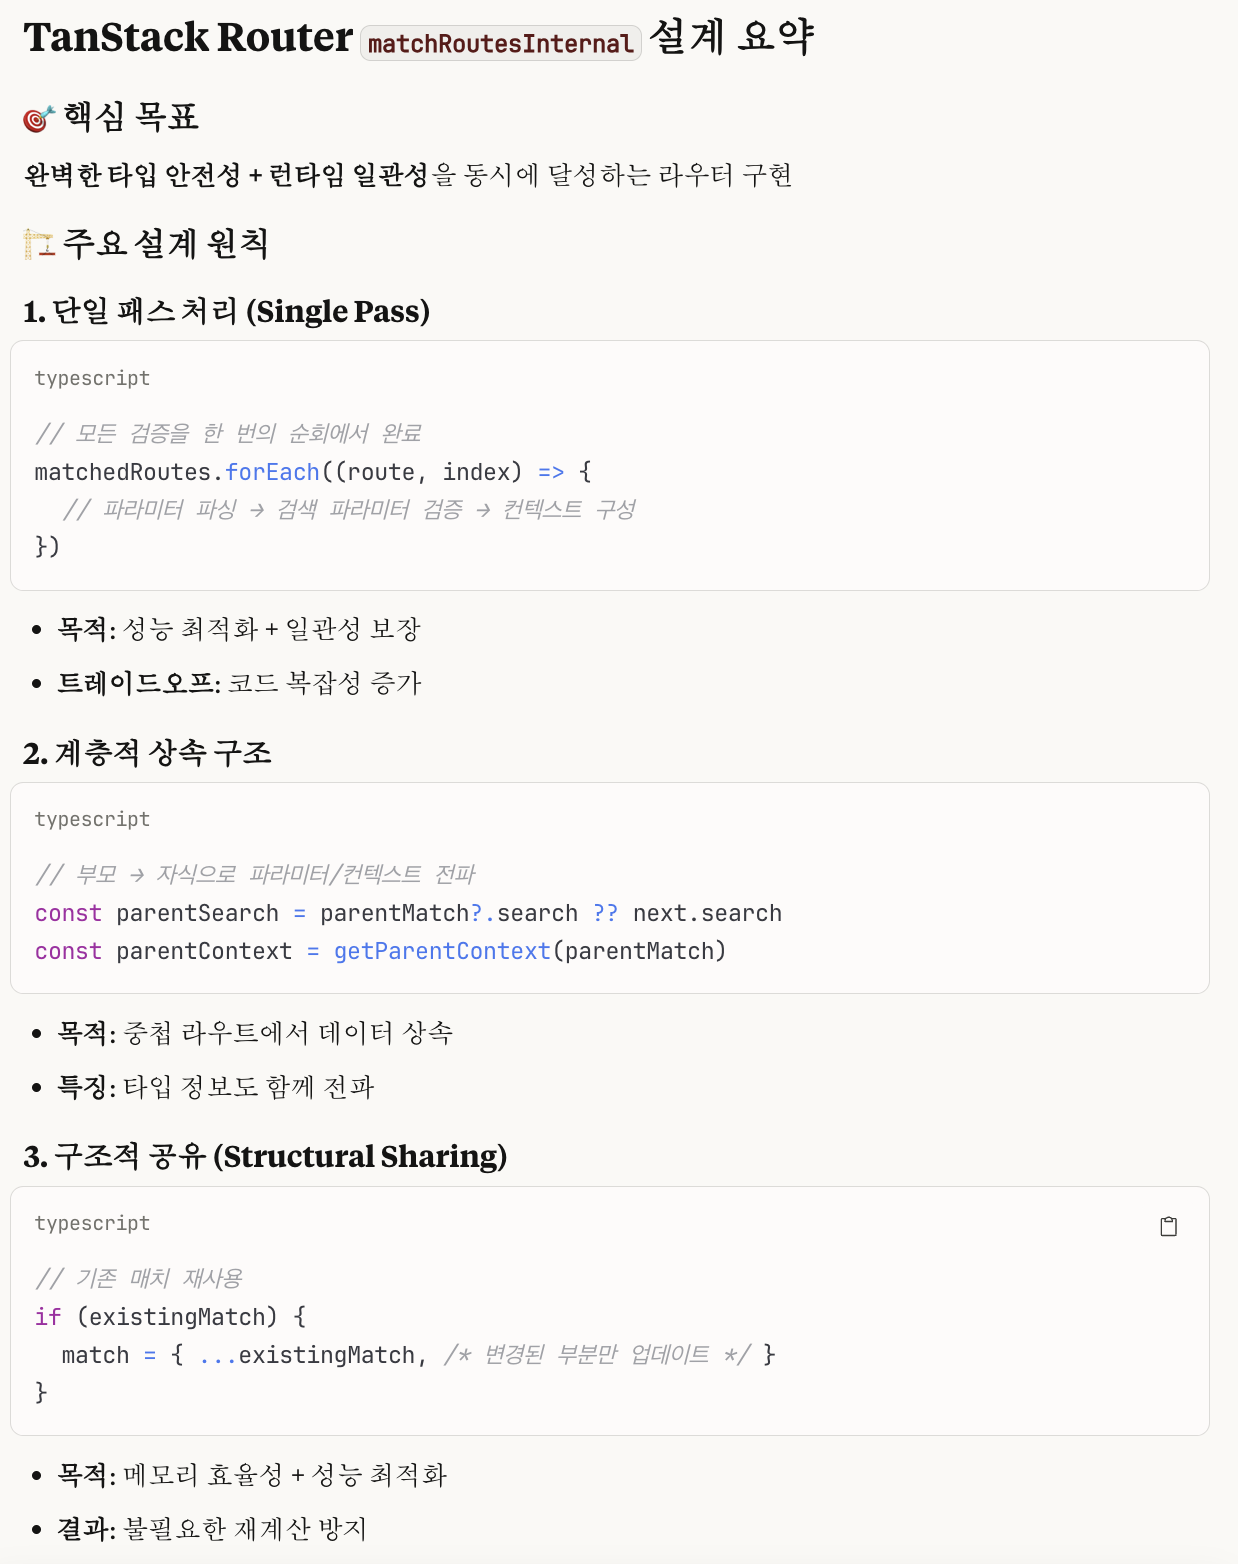 TanStack Router matchRoutesInternal 설계 요약
🎯 핵심 목표
완벽한 타입 안전성 + 런타임 일관성을 동시에 달성하는 라우터 구현
🏗️ 주요 설계 원칙
1. 단일 패스 처리 (Single Pass)
typescript
// 모든 검증을 한 번의 순회에서 완료
matchedRoutes.forEach((route, index) => {
  // 파라미터 파싱 → 검색 파라미터 검증 → 컨텍스트 구성
})
• 목적: 성능 최적화 + 일관성 보장
• 트레이드오프: 코드 복잡성 증가
2. 계층적 상속 구조
typescript
// 부모 → 자식으로 파라미터/컨텍스트 전파
const parentSearch = parentMatch?.search ?? next.search
const parentContext = getParentContext(parentMatch)
• 목적: 중첩 라우트에서 데이터 상속
• 특징: 타입 정보도 함께 전파
3. 구조적 공유 (Structural Sharing)
typescript
// 기존 매치 재사용
if (existingMatch) {
  match = { ...existingMatch, /* 변경된 부분만 업데이트 */ }
}
• 목적: 메모리 효율성 + 성능 최적화
• 결과: 불필요한 재계산 방지